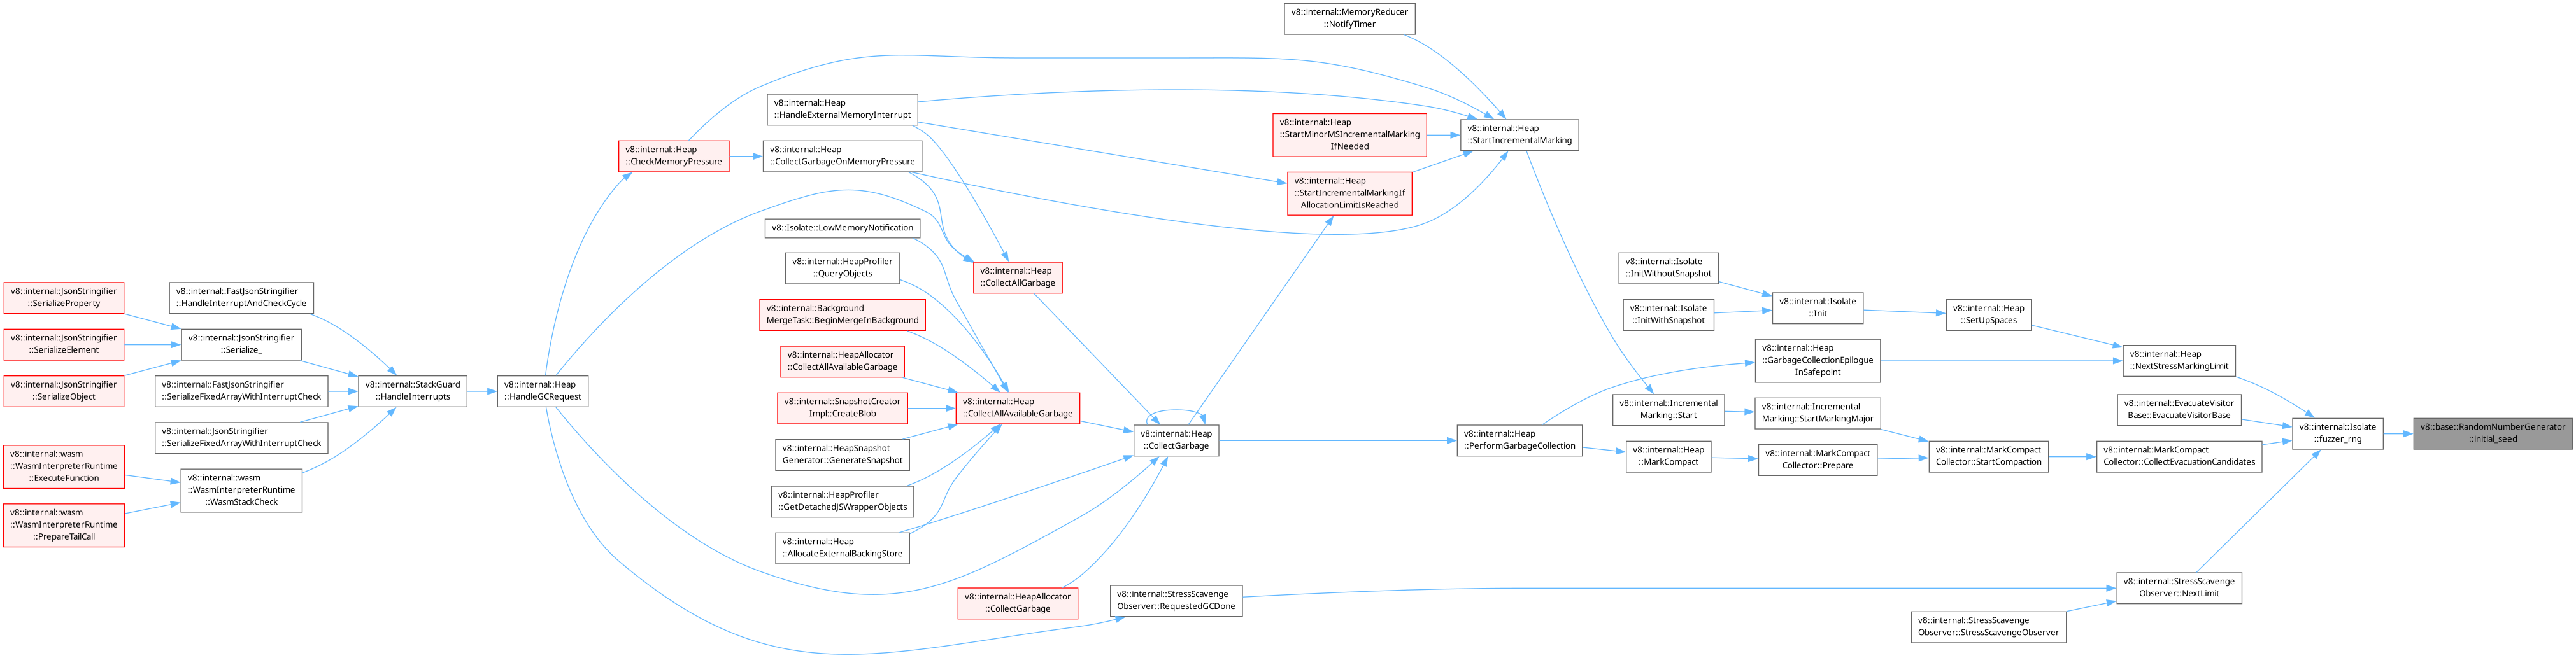 v8::internal::MemoryReducer
::NotifyTimer
v8::internal::Heap
::HandleExternalMemoryInterrupt
v8::internal::Heap
::StartMinorMSIncrementalMarking
IfNeeded
v8::internal::Heap
::StartIncrementalMarking
v8::internal::Heap
::CheckMemoryPressure
v8::internal::Heap
::CollectGarbageOnMemoryPressure
v8::internal::Heap
::StartIncrementalMarkingIf
AllocationLimitIsReached
v8::Isolate::LowMemoryNotification
v8::internal::HeapProfiler
::QueryObjects
v8::internal::Heap
::CollectAllGarbage
v8::internal::Isolate
::InitWithoutSnapshot
v8::internal::JsonStringifier
::SerializeProperty
v8::internal::FastJsonStringifier
::HandleInterruptAndCheckCycle
v8::internal::Background
MergeTask::BeginMergeInBackground
v8::internal::Isolate
::InitWithSnapshot
v8::internal::Isolate
::Init
v8::internal::Heap
::SetUpSpaces
v8::internal::JsonStringifier
::SerializeElement
v8::internal::JsonStringifier
::Serialize_
v8::internal::HeapAllocator
::CollectAllAvailableGarbage
v8::internal::Heap
::GarbageCollectionEpilogue
InSafepoint
v8::internal::Heap
::NextStressMarkingLimit
v8::internal::JsonStringifier
::SerializeObject
v8::internal::FastJsonStringifier
::SerializeFixedArrayWithInterruptCheck
v8::internal::StackGuard
::HandleInterrupts
v8::internal::Heap
::HandleGCRequest
v8::internal::SnapshotCreator
Impl::CreateBlob
v8::internal::Heap
::CollectAllAvailableGarbage
v8::internal::Incremental
Marking::Start
v8::internal::Incremental
Marking::StartMarkingMajor
v8::internal::EvacuateVisitor
Base::EvacuateVisitorBase
v8::internal::JsonStringifier
::SerializeFixedArrayWithInterruptCheck
v8::internal::HeapSnapshot
Generator::GenerateSnapshot
v8::internal::Heap
::CollectGarbage
v8::internal::Heap
::PerformGarbageCollection
v8::internal::Heap
::MarkCompact
v8::internal::MarkCompact
Collector::Prepare
v8::internal::MarkCompact
Collector::StartCompaction
v8::internal::MarkCompact
Collector::CollectEvacuationCandidates
v8::internal::Isolate
::fuzzer_rng
v8::base::RandomNumberGenerator
::initial_seed
v8::internal::wasm
::WasmInterpreterRuntime
::ExecuteFunction
v8::internal::wasm
::WasmInterpreterRuntime
::WasmStackCheck
v8::internal::HeapProfiler
::GetDetachedJSWrapperObjects
v8::internal::wasm
::WasmInterpreterRuntime
::PrepareTailCall
v8::internal::Heap
::AllocateExternalBackingStore
v8::internal::HeapAllocator
::CollectGarbage
v8::internal::StressScavenge
Observer::RequestedGCDone
v8::internal::StressScavenge
Observer::NextLimit
v8::internal::StressScavenge
Observer::StressScavengeObserver